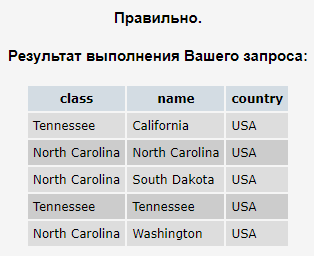 Правильно.
Результат выполнения Вашего запроса:
class name country
Tennessee California USA
North Carolina North Carolina USA
North Carolina South Dakota USA
Tennessee Tennessee USA
North Carolina Washington USA